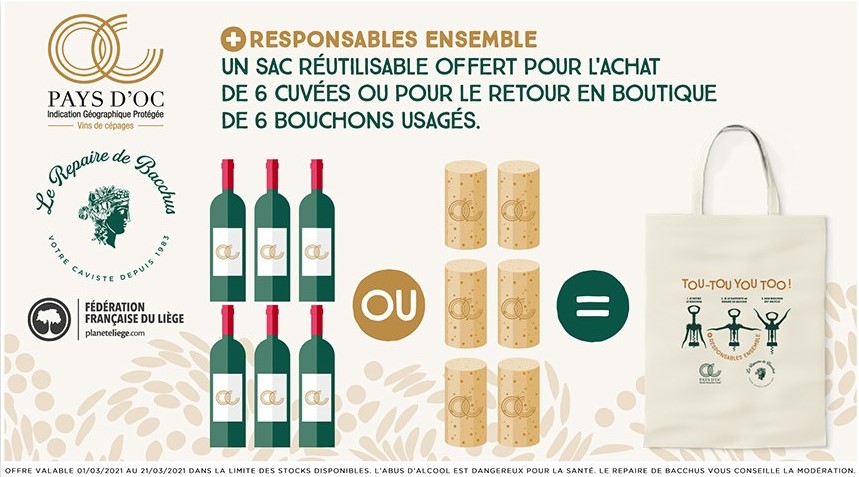 PAYS D'OC
Indication Géographique Protégée
Vins de cépages
Le Repaire de Bacchus
VOTRE CAVISTE DEPUIS 1983
FÉDÉRATION
FRANÇAISE DU LIÈGE
planeteliege.com
+ RESPONSABLES ENSEMBLE
UN SAC RÉUTILISABLE OFFERT POUR L'ACHAT
DE 6 CUVÉES OU POUR LE RETOUR EN BOUTIQUE
DE 6 BOUCHONS USAGÉS.
OU
=
TOU-TOU YOU TOO!
+ RESPONSABLES ENSEMBLE
PAYS D'OC
Le Repaire de Bacchus
OFFRE VALABLE 01/03/2021 AU 21/03/2021 DANS LA LIMITE DES STOCKS DISPONIBLES. L'ABUS D'ALCOOL EST DANGEREUX POUR LA SANTÉ. LE REPAIRE DE BACCHUS VOUS CONSEILLE LA MODÉRATION.